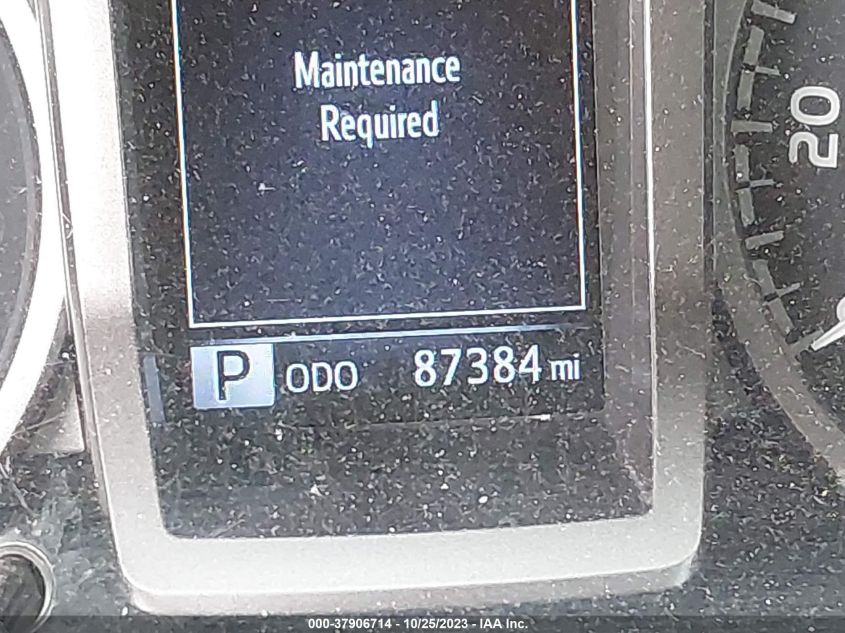 Maintenance
Required
20
P ODO 87384 mi
000-37906714 - 10/25/2023 - IAA Inc.